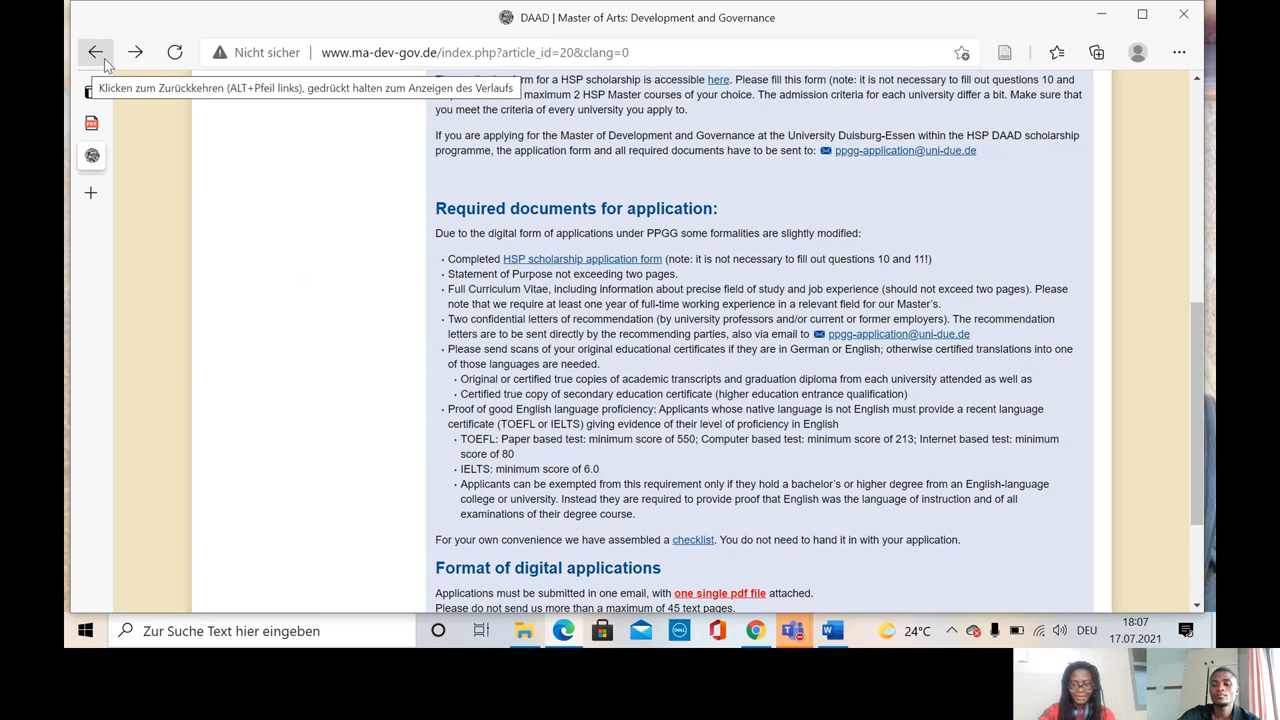 DAAD | Master of Arts: Development and Governance
Nicht sicher www.ma-dev-gov.de/index.php?article_id=20&clang=0
Klicken zum Zurückkehren (ALT+Pfeil links), gedrückt halten zum Anzeigen des Verlaufs
form for a HSP scholarship is accessible here. Please fill this form (note: it is not necessary to fill out questions 10 and
maximum 2 HSP Master courses of your choice. The admission criteria for each university differ a bit. Make sure that
you meet the criteria of every university you apply to.
If you are applying for the Master of Development and Governance at the University Duisburg-Essen within the HSP DAAD scholarship
programme, the application form and all required documents have to be sent to: ppgg-application@uni-due.de
Required documents for application:
Due to the digital form of applications under PPGG some formalities are slightly modified:
· Completed HSP scholarship application form (note: it is not necessary to fill out questions 10 and 11!)
· Statement of Purpose not exceeding two pages.
· Full Curriculum Vitae, including information about precise field of study and job experience (should not exceed two pages). Please
note that we require at least one year of full-time working experience in a relevant field for our Master's.
· Two confidential letters of recommendation (by university professors and/or current or former employers). The recommendation
letters are to be sent directly by the recommending parties, also via email to ppgg-application@uni-due.de
· Please send scans of your original educational certificates if they are in German or English; otherwise certified translations into one
of those languages are needed.
· Original or certified true copies of academic transcripts and graduation diploma from each university attended as well as
· Certified true copy of secondary education certificate (higher education entrance qualification)
· Proof of good English language proficiency: Applicants whose native language is not English must provide a recent language
certificate (TOEFL or IELTS) giving evidence of their level of proficiency in English
· TOEFL: Paper based test: minimum score of 550; Computer based test: minimum score of 213; Internet based test: minimum
score of 80
· IELTS: minimum score of 6.0
· Applicants can be exempted from this requirement only if they hold a bachelor's or higher degree from an English-language
college or university. Instead they are required to provide proof that English was the language of instruction and of all
examinations of their degree course.
For your own convenience we have assembled a checklist. You do not need to hand it in with your application.
Format of digital applications
Applications must be submitted in one email, with one single pdf file attached.
Please do not send us more than a maximum of 45 text pages.
Zur Suche Text hier eingeben
24°C
DEU
18:07
17.07.2021